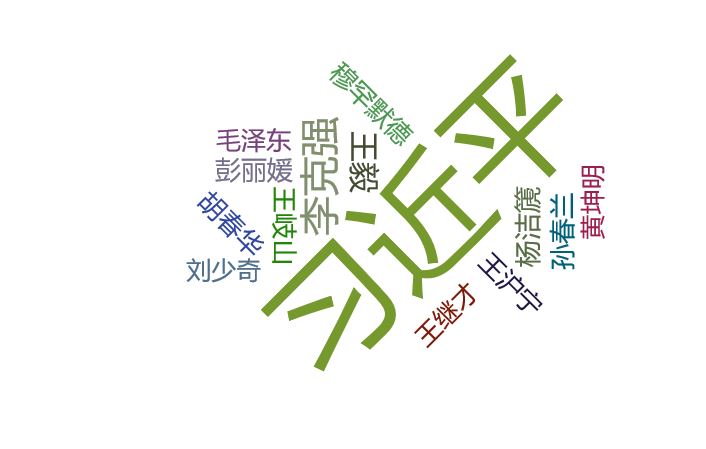 穆罕默德
习近平
毛泽东
李克强
王毅
彭丽媛
王岐山
胡春华
刘少奇
杨洁篪
孙春兰
黄坤明
王沪宁
王继才